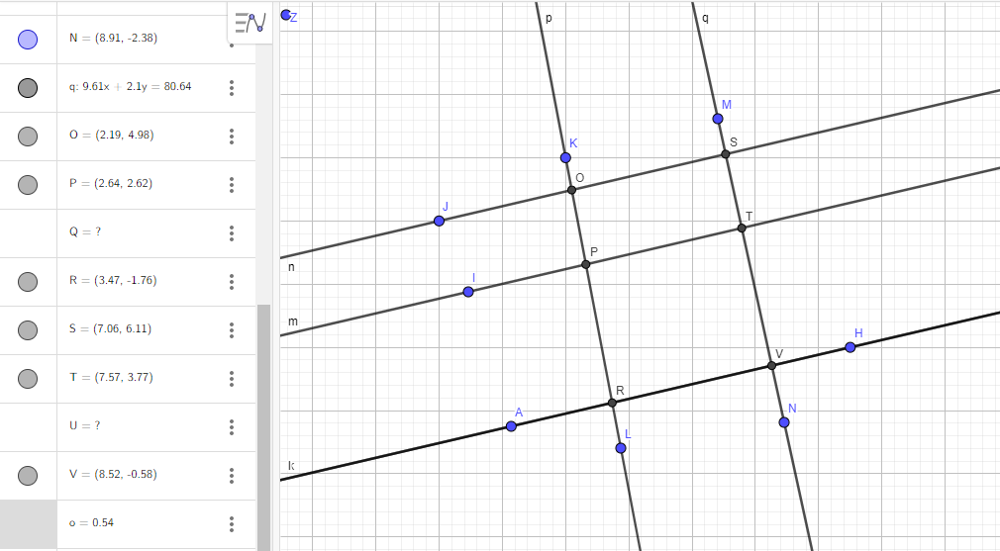 N = (8.91, -2.38)
q: 9.61x + 2.1y = 80.64
O = (2.19, 4.98)
P = (2.64, 2.62)
Q = ?
R = (3.47, -1.76)
S = (7.06, 6.11)
T = (7.57, 3.77)
U = ?
V = (8.52, -0.58)
o = 0.54
Z
p
q
M
K
S
O
J
T
P
n
I
m
H
V
R
A
N
L
k